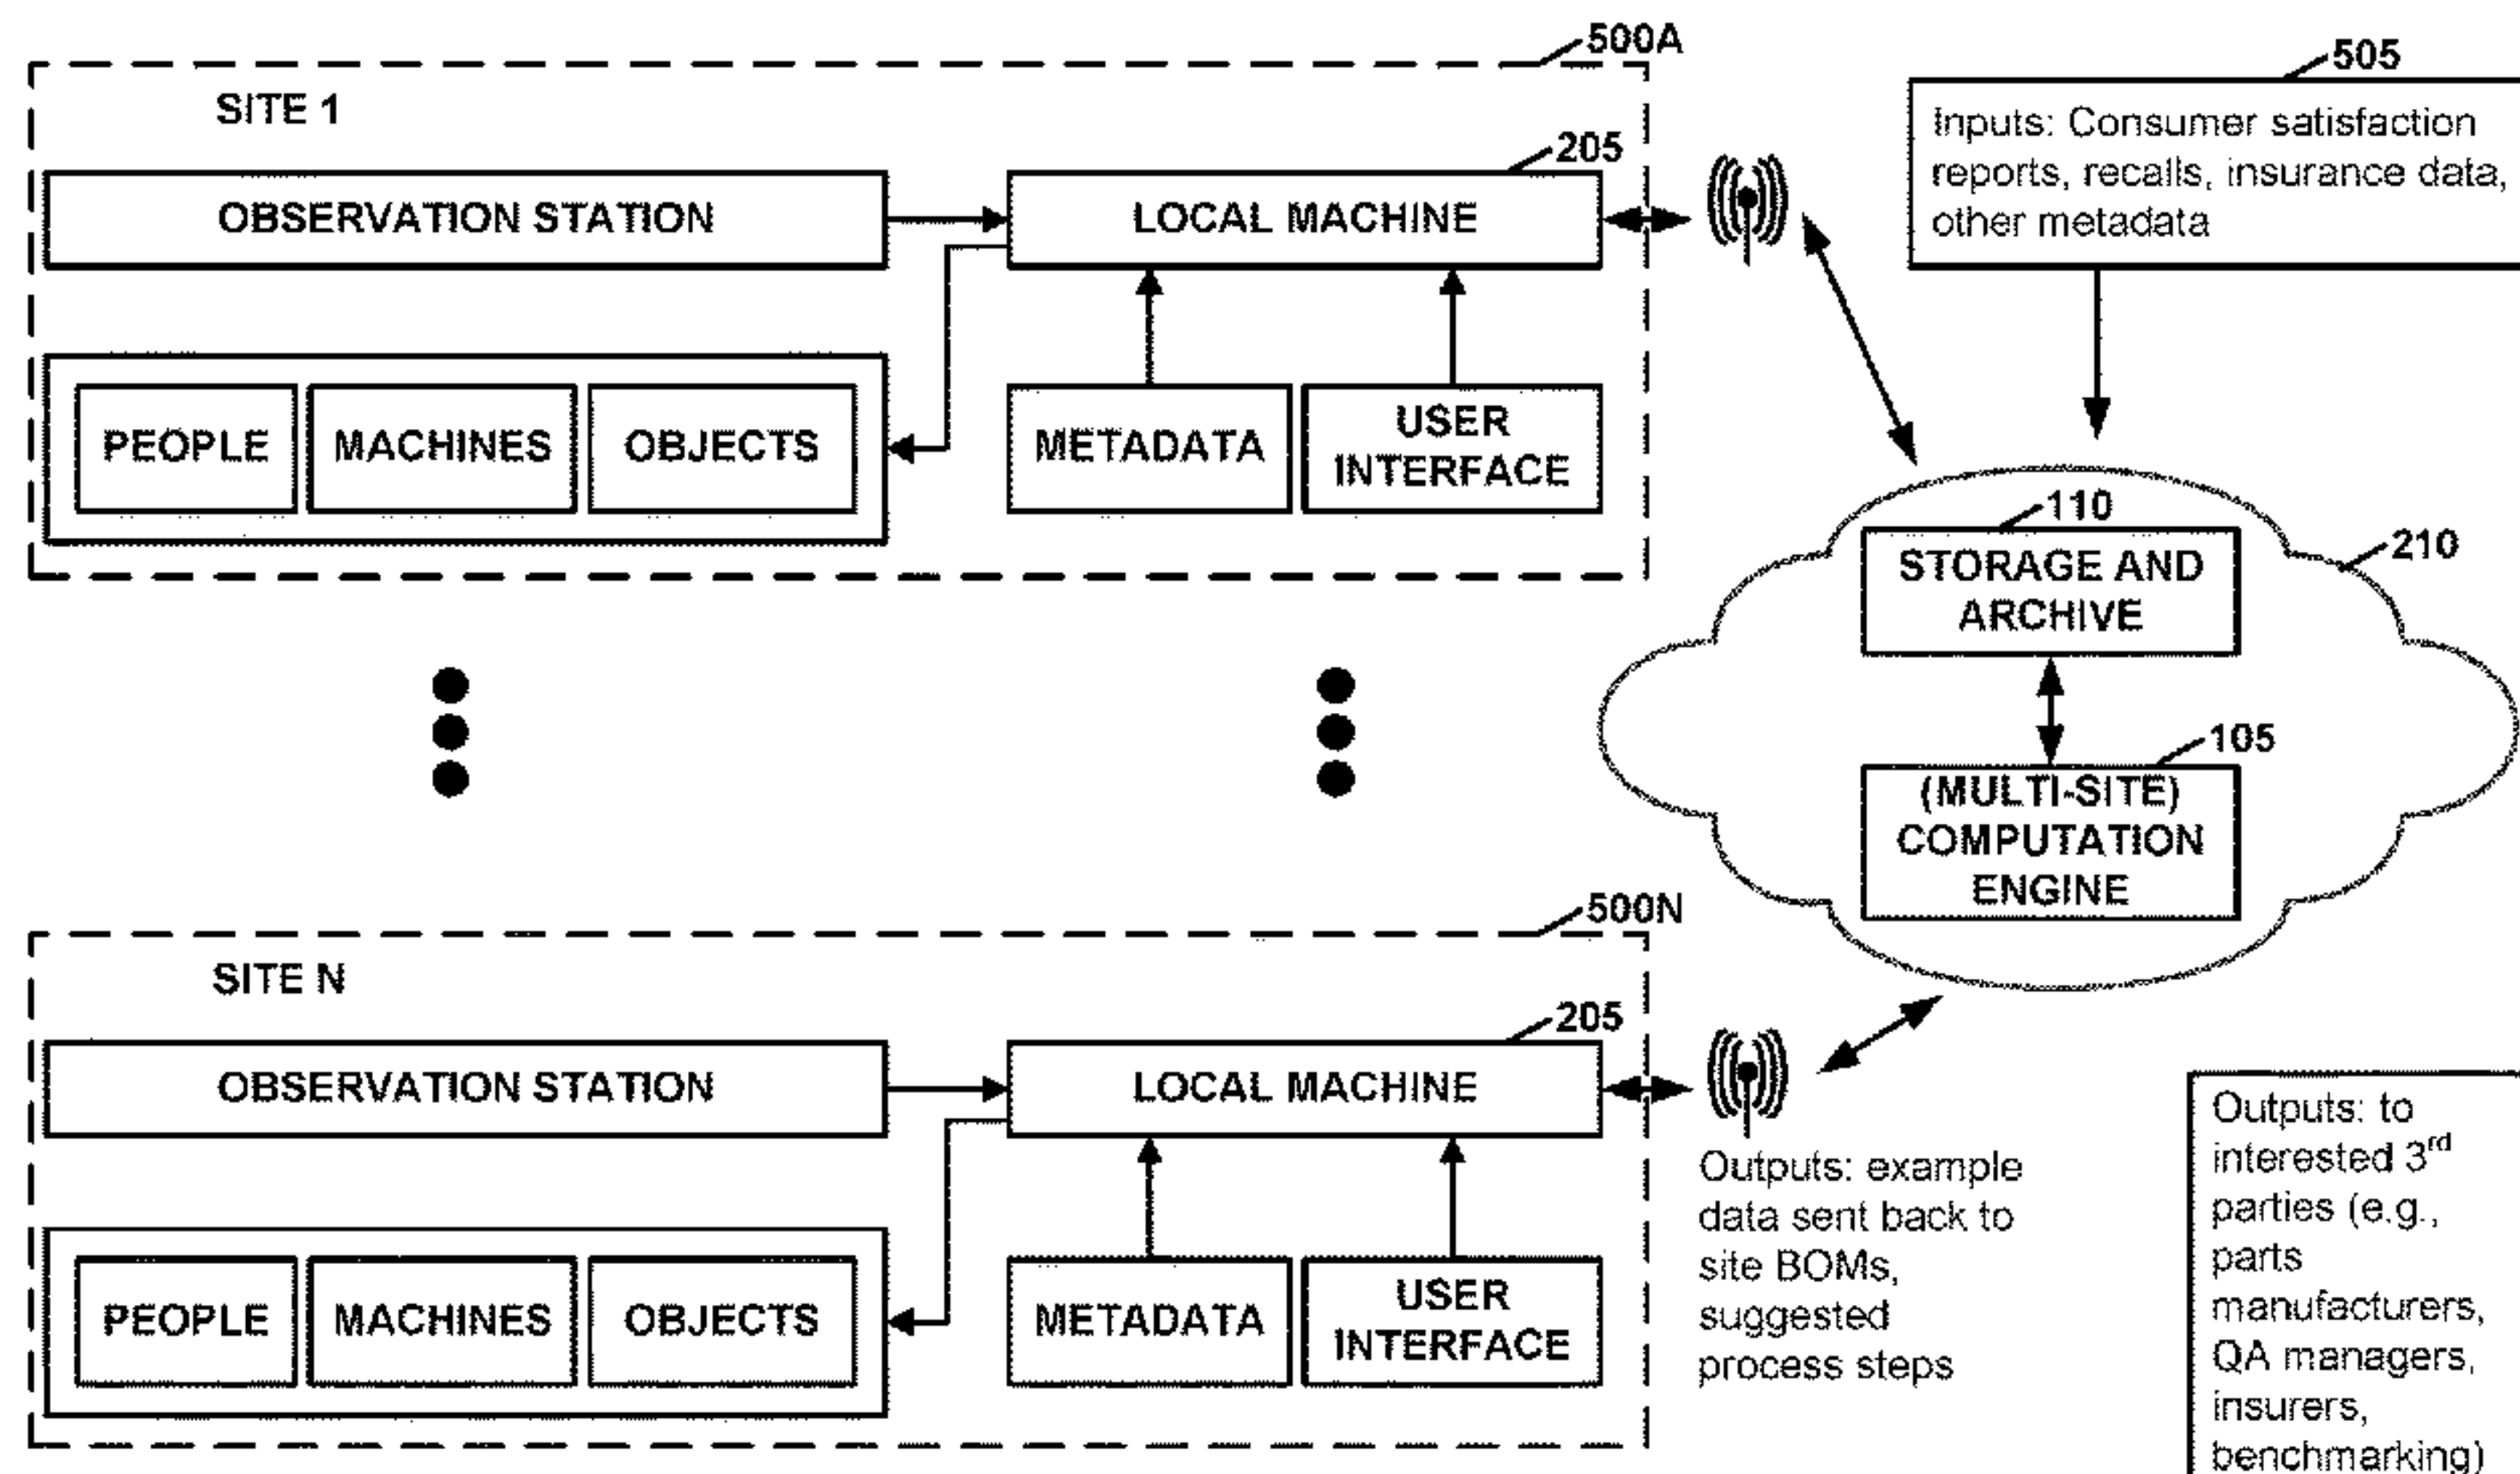 500A
SITE 1
OBSERVATION STATION
205
LOCAL MACHINE
PEOPLE
MACHINES
OBJECTS
METADATA
USER
INTERFACE
505
Inputs: Consumer satisfaction
reports, recalls, insurance data,
other metadata
110
STORAGE AND
ARCHIVE
210
105
(MULTI-SITE)
COMPUTATION
ENGINE
500N
SITE N
OBSERVATION STATION
205
LOCAL MACHINE
PEOPLE
MACHINES
OBJECTS
METADATA
USER
INTERFACE
Outputs: example
data sent back to
site BOMs,
suggested
process steps
Outputs: to
interested 3rd
parties (e.g.,
parts
manufacturers,
QA managers,
insurers,
benchmarking)